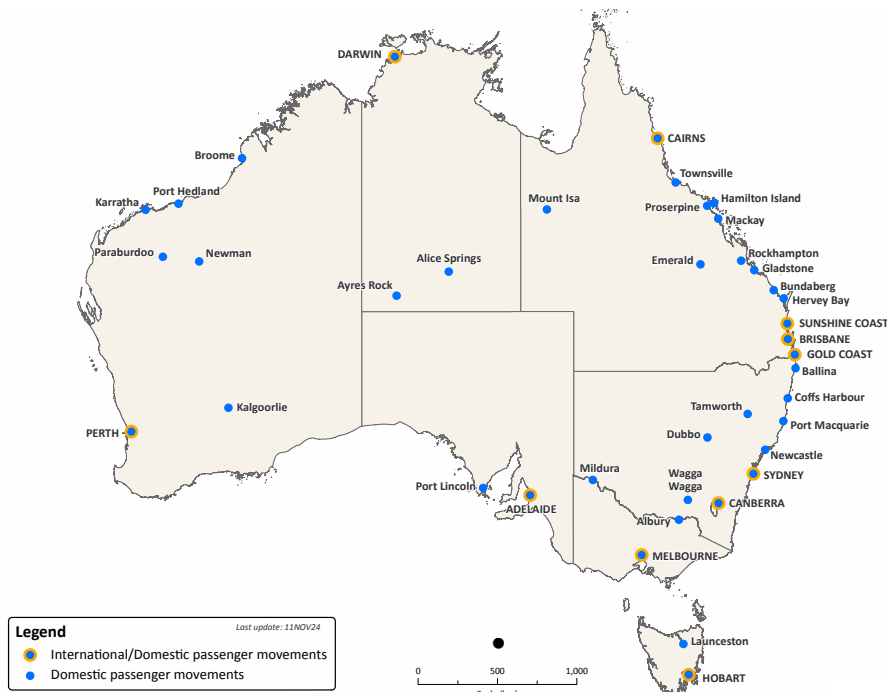 DARWIN
CAIRNS
Broome
Townsville
Port Hedland
Karratha
Mount Isa
Hamilton Island
Proserpine
Mackay
Paraburdoo
Newman
Alice Springs
Emerald
Rockhampton
Gladstone
Ayres Rock
Bundaberg
Hervey Bay
SUNSHINE COAST
BRISBANE
GOLD COAST
Ballina
Kalgoorlie
Coffs Harbour
Tamworth
Port Macquarie
PERTH
Dubbo
Newcastle
Mildura
SYDNEY
Wagga
Wagga
Port Lincoln
CANBERRA
ADELAIDE
Albury
MELBOURNE
Launceston
HOBART
Legend
Last update: 11NOV24
International/Domestic passenger movements
Domestic passenger movements
0 500 1,000